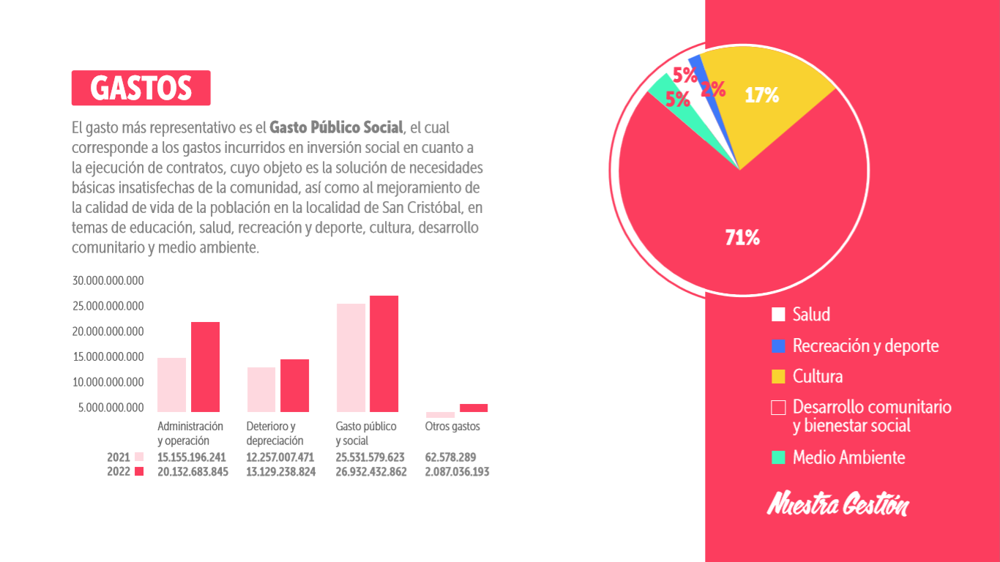 GASTOS
El gasto más representativo es el Gasto Público Social, el cual
corresponde a los gastos incurridos en inversión social en cuanto a
la ejecución de contratos, cuyo objeto es la solución de necesidades
básicas insatisfechas de la comunidad, así como al mejoramiento de
la calidad de vida de la población en la localidad de San Cristóbal, en
temas de educación, salud, recreación y deporte, cultura, desarrollo
comunitario y medio ambiente.
30.000.000.000
25.000.000.000
20.000.000.000
15.000.000.000
10.000.000.000
5.000.000.000
Administración
y operación
Deterioro y
depreciación
Gasto público
y social
Otros gastos
2021 15.155.196.241 12.257.007.471 25.531.579.623 62.578.289
2022 20.132.683.845 13.129.238.824 26.932.432.862 2.087.036.193
5%
5%
2%
17%
71%
Salud
Recreación y deporte
Cultura
Desarrollo comunitario
y bienestar social
Medio Ambiente
Nuestra Gestión